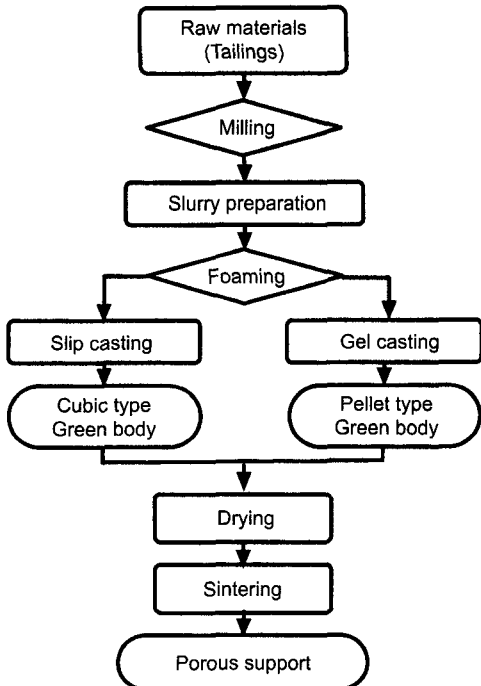 Raw materials
(Tailings)
Milling
Slurry preparation
Foaming
Slip casting
Gel casting
Cubic type
Green body
Pellet type
Green body
Drying
Sintering
Porous support